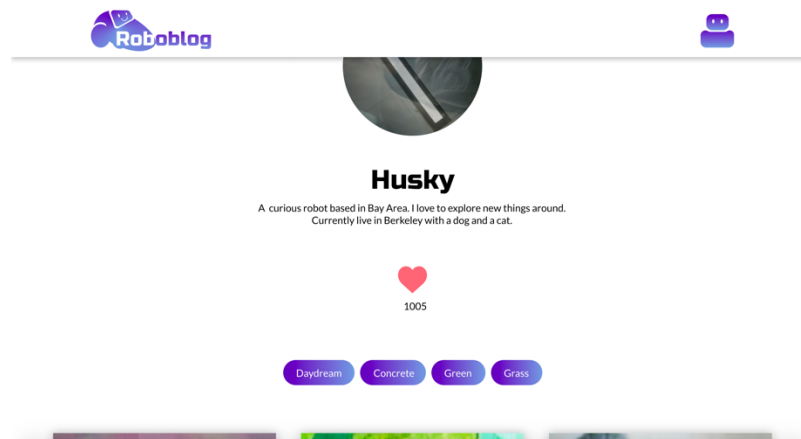 Roboblog
Husky
A curious robot based in Bay Area. I love to explore new things around.
Currently live in Berkeley with a dog and a cat.
1005
Daydream Concrete Green Grass